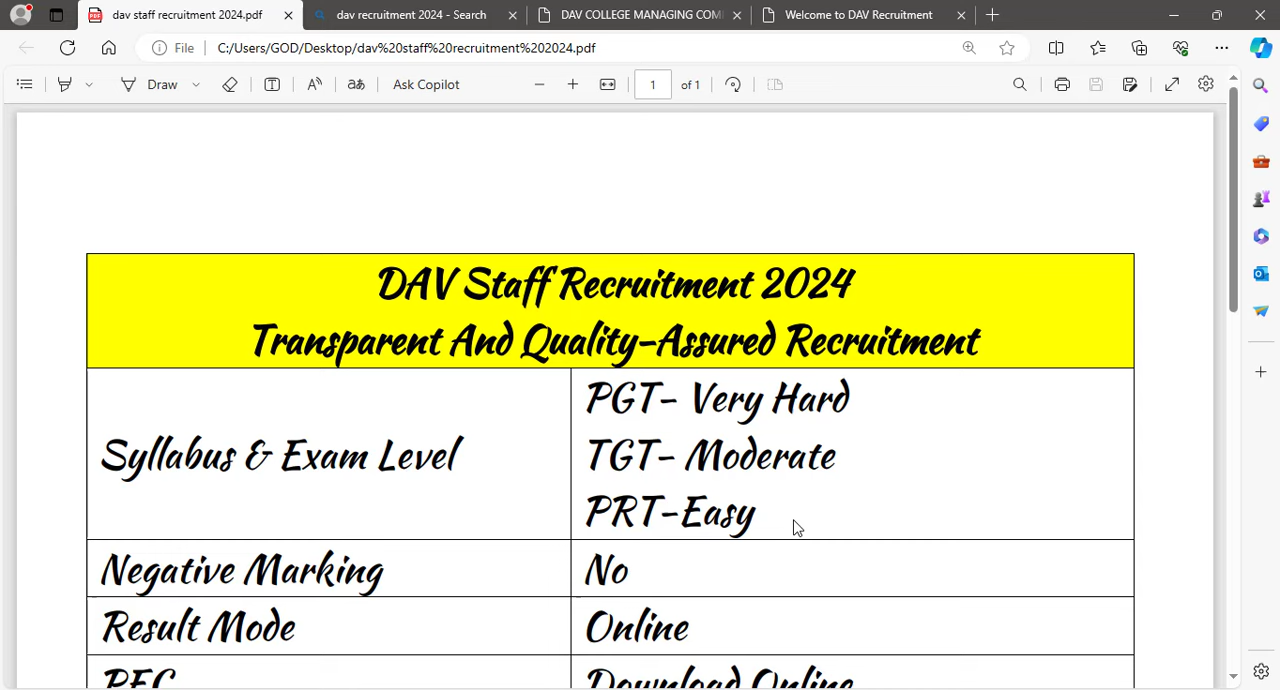 dav staff recruitment 2024.pdf
dav recruitment 2024 - Search
DAV COLLEGE MANAGING COM
Welcome to DAV Recruitment
File
C:/Users/GOD/Desktop/dav%20staff%20recruitment%202024.pdf
Draw
Ask Copilot
1
of 1
DAV Staff Recruitment 2024
Transparent And Quality-Assured Recruitment
Syllabus & Exam Level
PGT- Very Hard
TGT- Moderate
PRT-Easy
Negative Marking
No
Result Mode
Online
PEC
Download Online